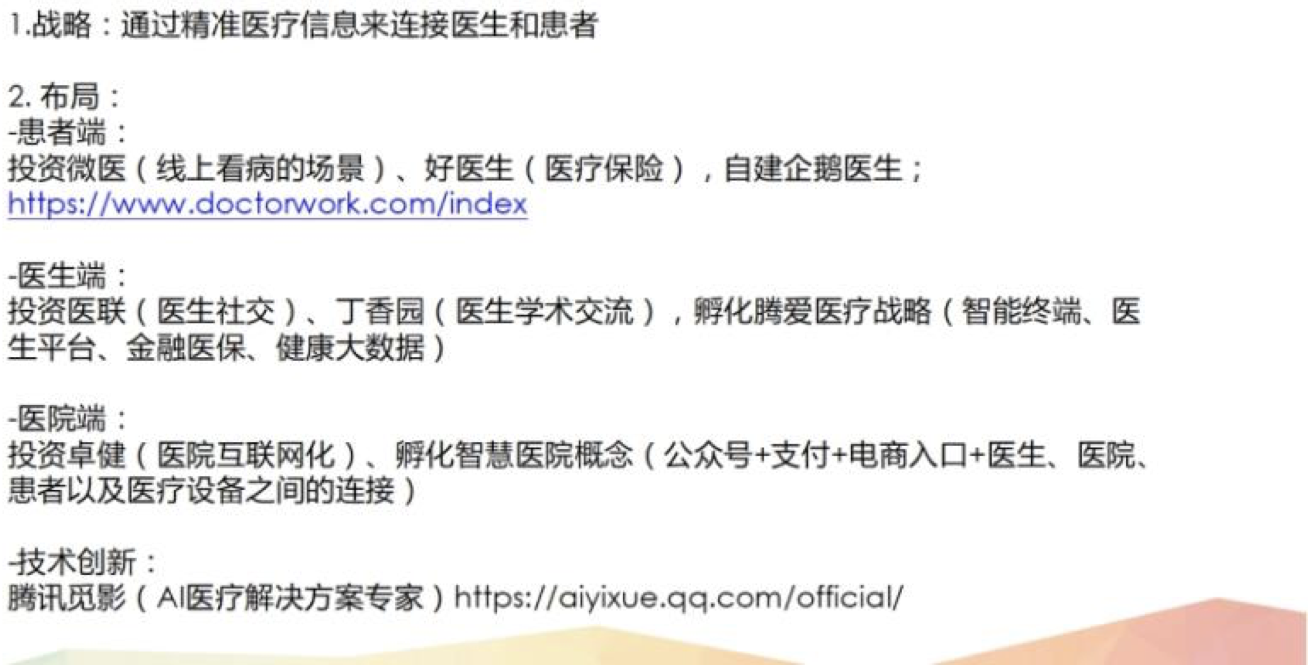 1.战略：通过精准医疗信息来连接医生和患者
2. 布局：
-患者端：
投资微医（线上看病的场景）、好医生（医疗保险），自建企鹅医生；
https://www.doctorwork.com/index
-医生端：
投资医联（医生社交）、丁香园（医生学术交流），孵化腾爱医疗战略（智能终端、医
生平台、金融医保、健康大数据）
-医院端：
投资卓健（医院互联网化）、孵化智慧医院概念（公众号+支付+电商入口+医生、医院、
患者以及医疗设备之间的连接）
-技术创新：
腾讯觅影（AI医疗解决方案专家）https://aiyixue.qq.com/official/